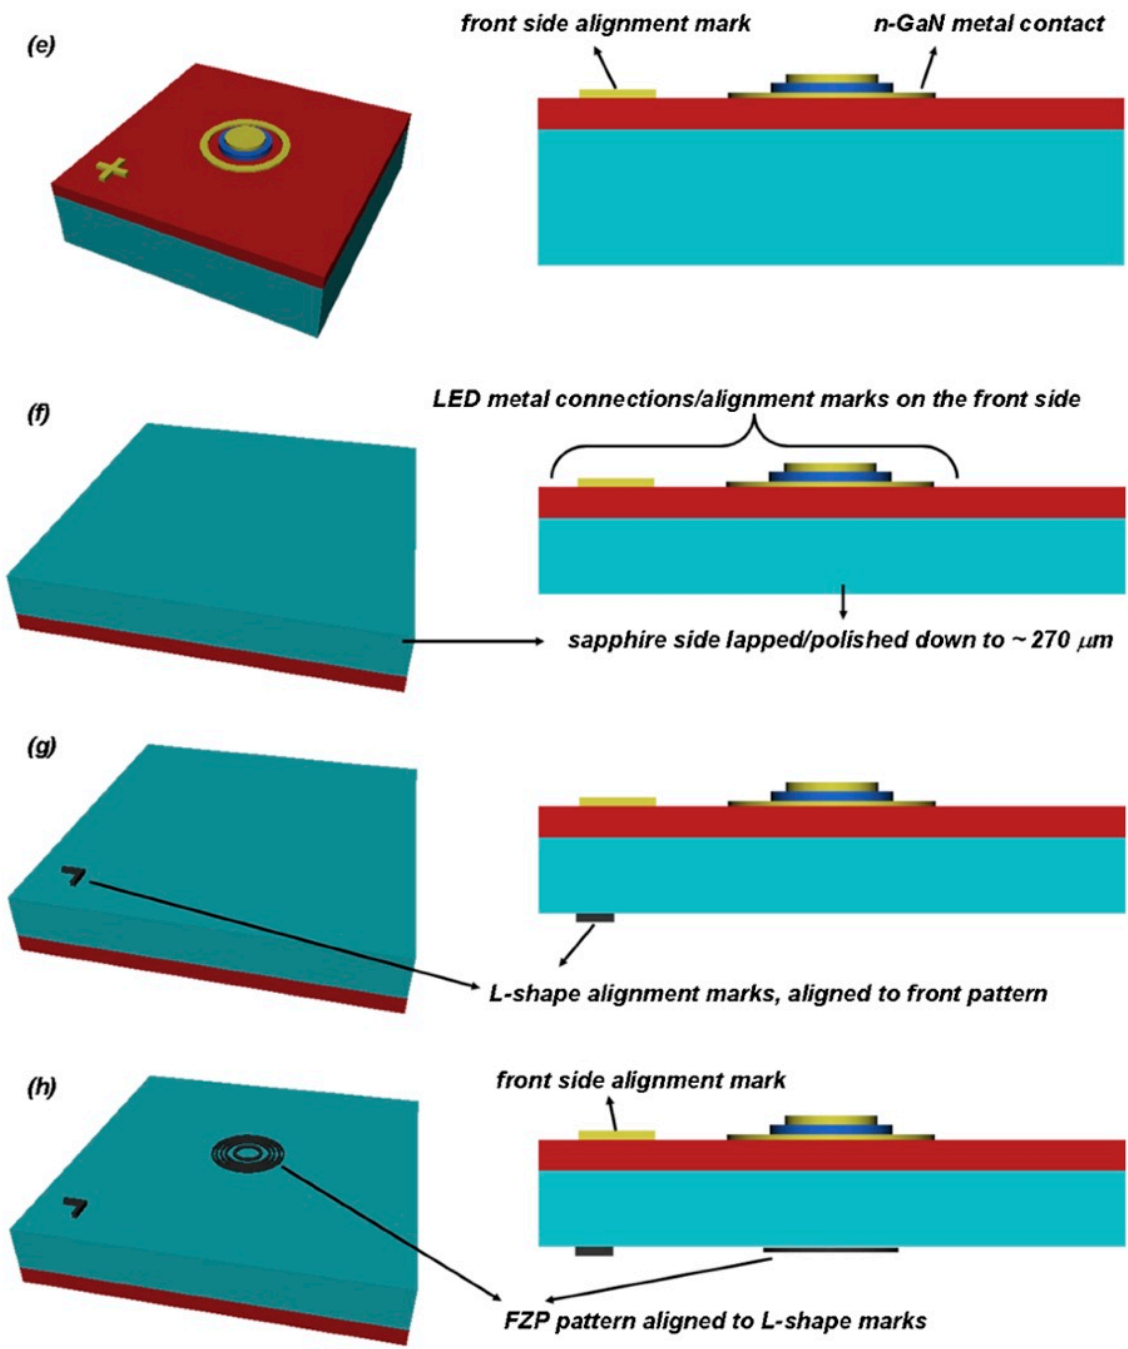 (e)
front side alignment mark
n-GaN metal contact
(f)
LED metal connections/alignment marks on the front side
sapphire side lapped/polished down to ~ 270 μm
(g)
L-shape alignment marks, aligned to front pattern
(h)
front side alignment mark
FZP pattern aligned to L-shape marks